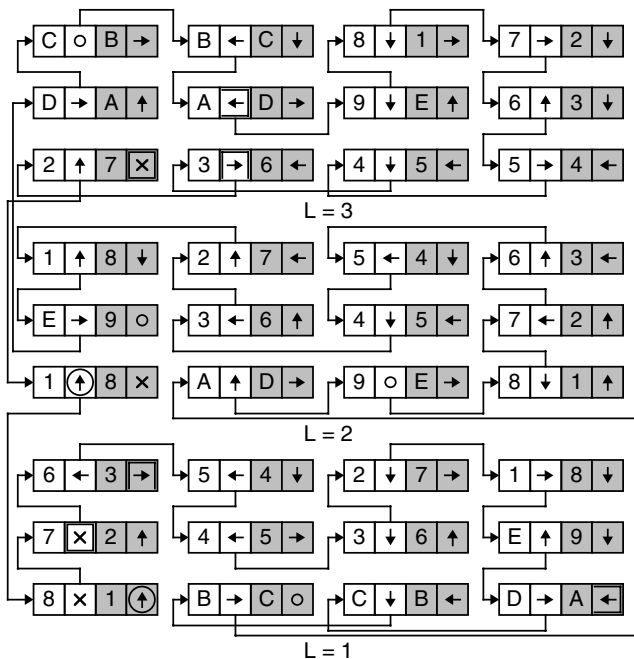 C ○ B → B ← C ↓ 8 ↓ 1 → 7 → 2 ↓
D → A ↑ A ← D → 9 ↓ E ↑ 6 ↑ 3 ↓
2 ↑ 7 × 3 → 6 ← 4 ↓ 5 ← 5 → 4 ←
L = 3
1 ↑ 8 ↓ 2 ↑ 7 ← 5 ← 4 ↓ 6 ↑ 3 ←
E → 9 ○ 3 ← 6 ↑ 4 ↓ 5 ← 7 ← 2 ↑
1 ↑ 8 × A ↑ D → 9 ○ E → 8 ↓ 1 ↑
L = 2
6 ← 3 → 5 ← 4 ↓ 2 ↓ 7 → 1 → 8 ↓
7 × 2 ↑ 4 ← 5 → 3 ↓ 6 ↑ E ↑ 9 ↓
8 × 1 ↑ B → C ○ C ↓ B ← D → A ←
L = 1